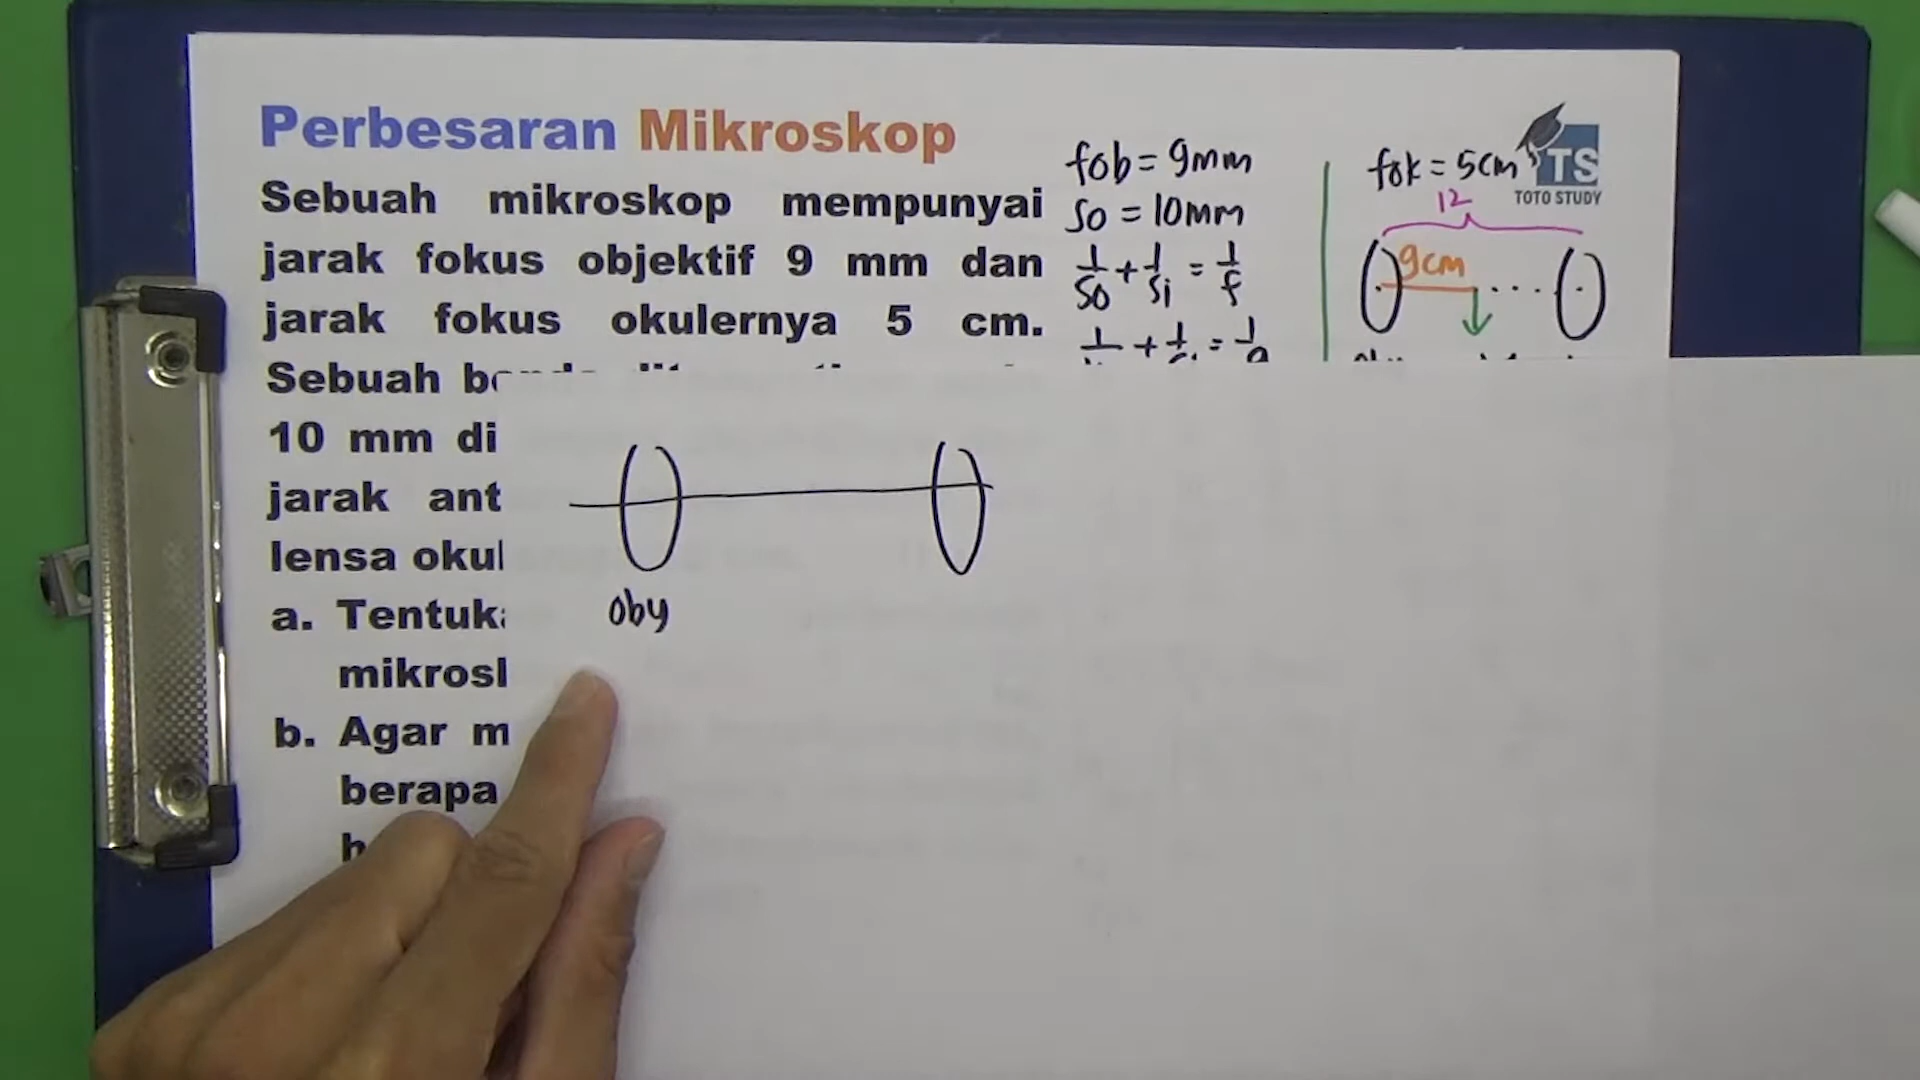 Perbesaran Mikroskop
Sebuah mikroskop mempunyai
jarak fokus objektif 9 mm dan
jarak fokus okulernya 5 cm.
Sebuah
10 mm di
jarak ant
lensa okul
a. Tentuka
mikrosk
b. Agar m
berapa
fob = 9mm
So = 10mm
1/So + 1/Si = 1/f
fok = 5cm
12
9cm ...
TS
TOTO STUDY
oby